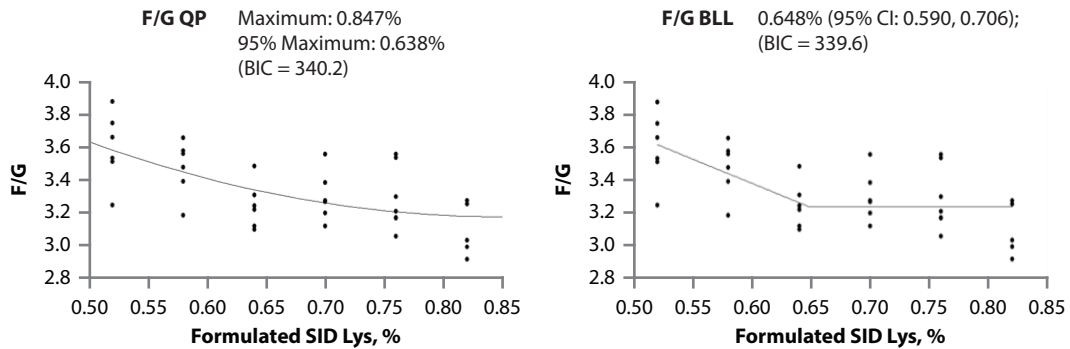 F/G QP Maximum: 0.847%
95% Maximum: 0.638%
(BIC = 340.2)
4.0
3.8
3.6
3.4
3.2
3.0
2.8
F/G
0.50 0.55 0.60 0.65 0.70 0.75 0.80 0.85
Formulated SID Lys, %
F/G BLL 0.648% (95% CI: 0.590, 0.706);
(BIC = 339.6)
4.0
3.8
3.6
3.4
3.2
3.0
2.8
F/G
0.50 0.55 0.60 0.65 0.70 0.75 0.80 0.85
Formulated SID Lys, %